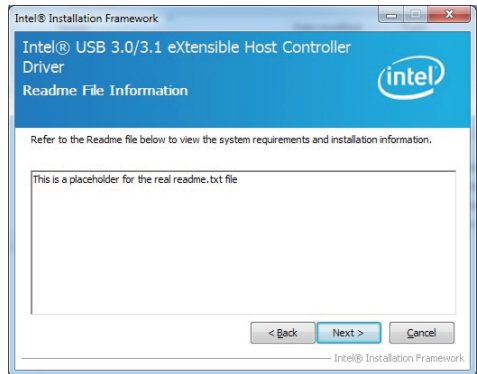 Intel® Installation Framework
Intel® USB 3.0/3.1 eXtensible Host Controller
Driver
Readme File Information
intel
Refer to the Readme file below to view the system requirements and installation information.
This is a placeholder for the real readme.txt file
< Back Next > Cancel
Intel® Installation Framework